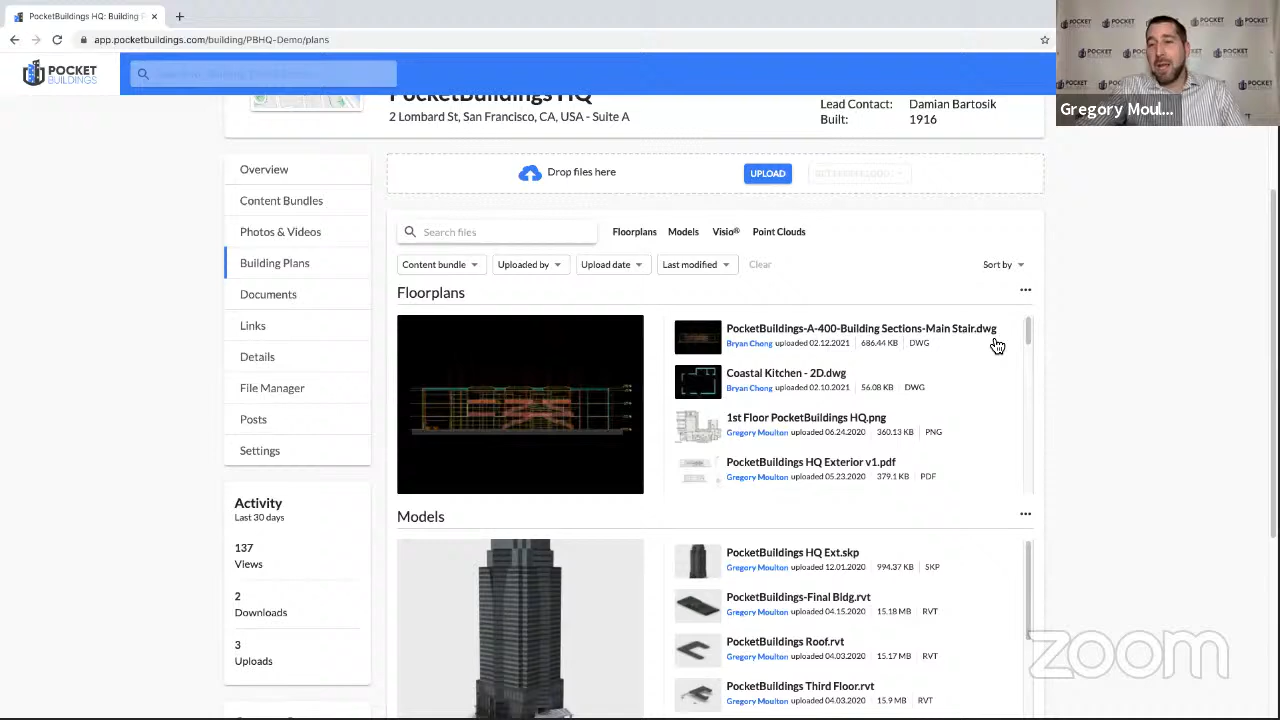 PocketBuildings HQ: Building P
app.pocketbuildings.com/building/PBHQ-Demo/plans
POCKET
BUILDINGS
PocketBuildings HQ
2 Lombard St, San Francisco, CA, USA - Suite A
Lead Contact: Damian Bartosik
Built: 1916
Gregory Moul...
Overview
Content Bundles
Photos & Videos
Building Plans
Documents
Links
Details
File Manager
Posts
Settings
Activity
Last 30 days
137
Views
2
Downloads
3
Uploads
Drop files here
UPLOAD
Search files
Floorplans Models Visio® Point Clouds
Content bundle Uploaded by Upload date Last modified Clear Sort by
Floorplans
PocketBuildings-A-400-Building Sections-Main Stair.dwg
Bryan Chong uploaded 02.12.2021 686.44 KB DWG
Coastal Kitchen - 2D.dwg
Bryan Chong uploaded 02.10.2021 56.08 KB DWG
1st Floor PocketBuildings HQ.png
Gregory Moulton uploaded 06.24.2020 360.13 KB PNG
PocketBuildings HQ Exterior v1.pdf
Gregory Moulton uploaded 05.23.2020 379.1 KB PDF
Models
PocketBuildings HQ Ext.skp
Gregory Moulton uploaded 12.01.2020 994.37 KB SKP
PocketBuildings-Final Bldg.rvt
Gregory Moulton uploaded 04.15.2020 15.18 MB RVT
PocketBuildings Roof.rvt
Gregory Moulton uploaded 04.03.2020 15.17 MB RVT
PocketBuildings Third Floor.rvt
Gregory Moulton uploaded 04.03.2020 15.9 MB RVT
zoom